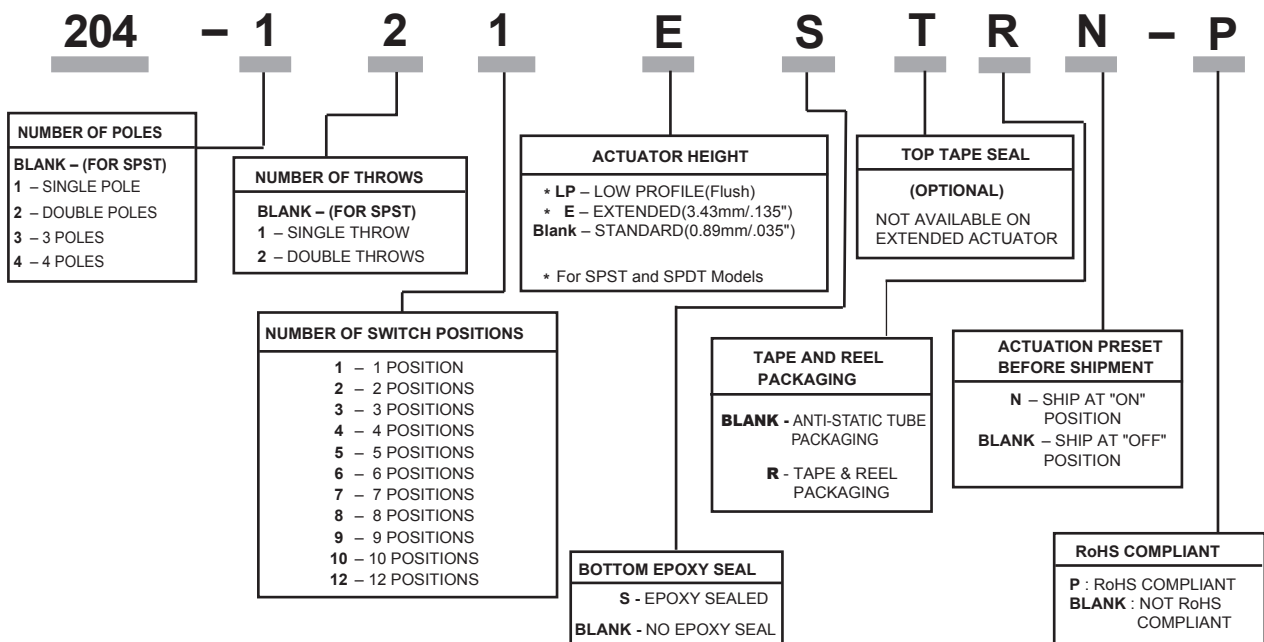 204 – 1 2 1 E S T R N – P
NUMBER OF POLES
BLANK – (FOR SPST)
1 – SINGLE POLE
2 – DOUBLE POLES
3 – 3 POLES
4 – 4 POLES
NUMBER OF THROWS
BLANK – (FOR SPST)
1 – SINGLE THROW
2 – DOUBLE THROWS
NUMBER OF SWITCH POSITIONS
1 – 1 POSITION
2 – 2 POSITIONS
3 – 3 POSITIONS
4 – 4 POSITIONS
5 – 5 POSITIONS
6 – 6 POSITIONS
7 – 7 POSITIONS
8 – 8 POSITIONS
9 – 9 POSITIONS
10 – 10 POSITIONS
12 – 12 POSITIONS
ACTUATOR HEIGHT
* LP – LOW PROFILE(Flush)
* E – EXTENDED(3.43mm/.135")
Blank – STANDARD(0.89mm/.035")
* For SPST and SPDT Models
BOTTOM EPOXY SEAL
S - EPOXY SEALED
BLANK - NO EPOXY SEAL
TOP TAPE SEAL
(OPTIONAL)
NOT AVAILABLE ON
EXTENDED ACTUATOR
TAPE AND REEL
PACKAGING
BLANK - ANTI-STATIC TUBE
PACKAGING
R - TAPE & REEL
PACKAGING
ACTUATION PRESET
BEFORE SHIPMENT
N – SHIP AT "ON"
POSITION
BLANK – SHIP AT "OFF"
POSITION
RoHS COMPLIANT
P : RoHS COMPLIANT
BLANK : NOT RoHS
COMPLIANT